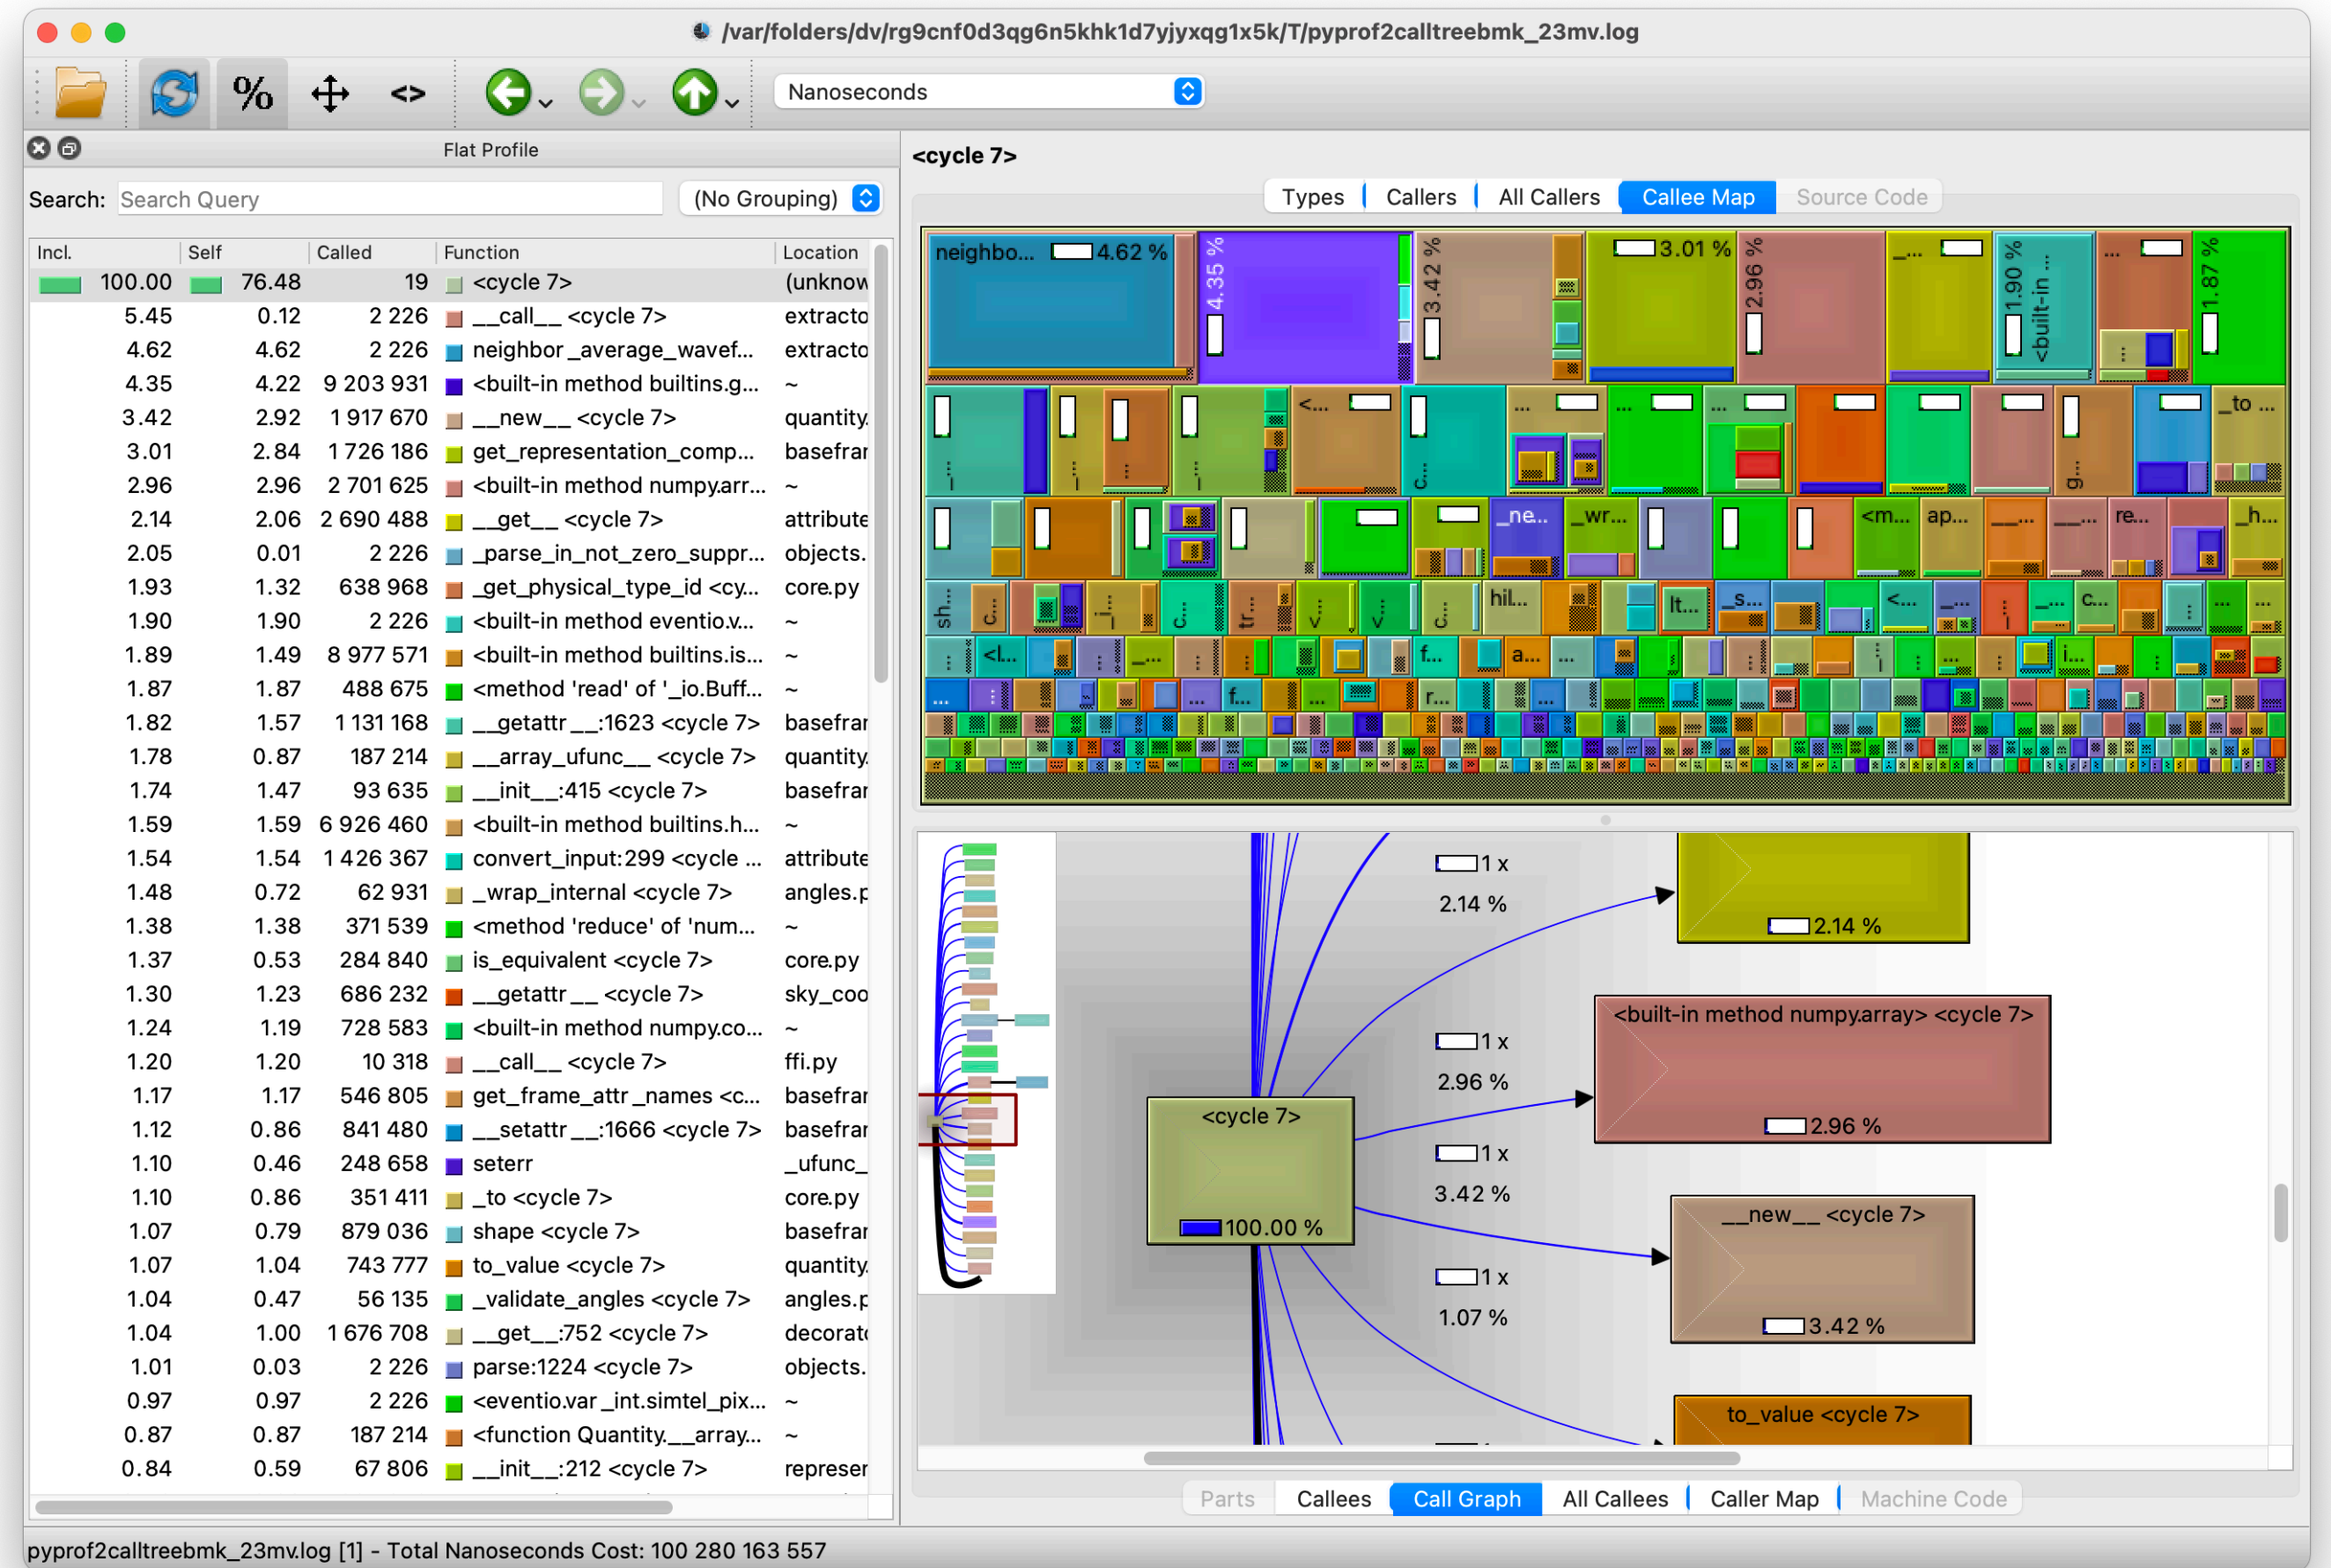 /var/folders/dv/rg9cnf0d3qg6n5khk1d7yjyxqg1x5k/T/pyprof2calltreebmk_23mv.log
% <> Nanoseconds
Flat Profile
Search: Search Query (No Grouping)
Incl. Self Called Function Location
100.00 76.48 19 <cycle 7> (unknow
5.45 0.12 2 226 __call__ <cycle 7> extracto
4.62 4.62 2 226 neighbor_average_wavef... extracto
4.35 4.22 9 203 931 <built-in method builtins.g... ~
3.42 2.92 1 917 670 __new__ <cycle 7> quantity.
3.01 2.84 1 726 186 get_representation_comp... basefrar
2.96 2.96 2 701 625 <built-in method numpy.arr... ~
2.14 2.06 2 690 488 __get__ <cycle 7> attribute
2.05 0.01 2 226 _parse_in_not_zero_suppr... objects.
1.93 1.32 638 968 _get_physical_type_id <cy... core.py
1.90 1.90 2 226 <built-in method eventio.v... ~
1.89 1.49 8 977 571 <built-in method builtins.is... ~
1.87 1.87 488 675 <method 'read' of '_io.Buff... ~
1.82 1.57 1 131 168 __getattr__:1623 <cycle 7> basefrar
1.78 0.87 187 214 __array_ufunc__ <cycle 7> quantity.
1.74 1.47 93 635 __init__:415 <cycle 7> basefrar
1.59 1.59 6 926 460 <built-in method builtins.h... ~
1.54 1.54 1 426 367 convert_input:299 <cycle ... attribute
1.48 0.72 62 931 _wrap_internal <cycle 7> angles.p
1.38 1.38 371 539 <method 'reduce' of 'num... ~
1.37 0.53 284 840 is_equivalent <cycle 7> core.py
1.30 1.23 686 232 __getattr__ <cycle 7> sky_coo
1.24 1.19 728 583 <built-in method numpy.co... ~
1.20 1.20 10 318 __call__ <cycle 7> ffi.py
1.17 1.17 546 805 get_frame_attr_names <c... basefrar
1.12 0.86 841 480 __setattr__:1666 <cycle 7> basefrar
1.10 0.46 248 658 seterr _ufunc_
1.10 0.86 351 411 _to <cycle 7> core.py
1.07 0.79 879 036 shape <cycle 7> basefrar
1.07 1.04 743 777 to_value <cycle 7> quantity.
1.04 0.47 56 135 _validate_angles <cycle 7> angles.p
1.04 1.00 1 676 708 __get__:752 <cycle 7> decorato
1.01 0.03 2 226 parse:1224 <cycle 7> objects.
0.97 0.97 2 226 <eventio.var_int.simtel_pix... ~
0.87 0.87 187 214 <function Quantity.__array... ~
0.84 0.59 67 806 __init__:212 <cycle 7> represer
<cycle 7>
Types Callers All Callers Callee Map Source Code
neighbo... 4.62 % 4.35 % 3.42 % 3.01 % 2.96 % _... 1.90 % <built-in ... ... 1.87 %
<... c... ... ... ... g... _to ...
_ne... _wr... <m... ap... __... __... re... _h...
sh... c... c... tr... <... <... c... hil... lt... _s... <... _... _... c... ... ...
<l... _... f... a... ... ... i...
... ... f... ... r... ...
1 x
2.14 %
2.14 %
1 x
2.96 %
<built-in method numpy.array> <cycle 7>
2.96 %
<cycle 7>
100.00 %
1 x
3.42 %
__new__ <cycle 7>
3.42 %
1 x
1.07 %
to_value <cycle 7>
Parts Callees Call Graph All Callees Caller Map Machine Code
pyprof2calltreebmk_23mv.log [1] - Total Nanoseconds Cost: 100 280 163 557